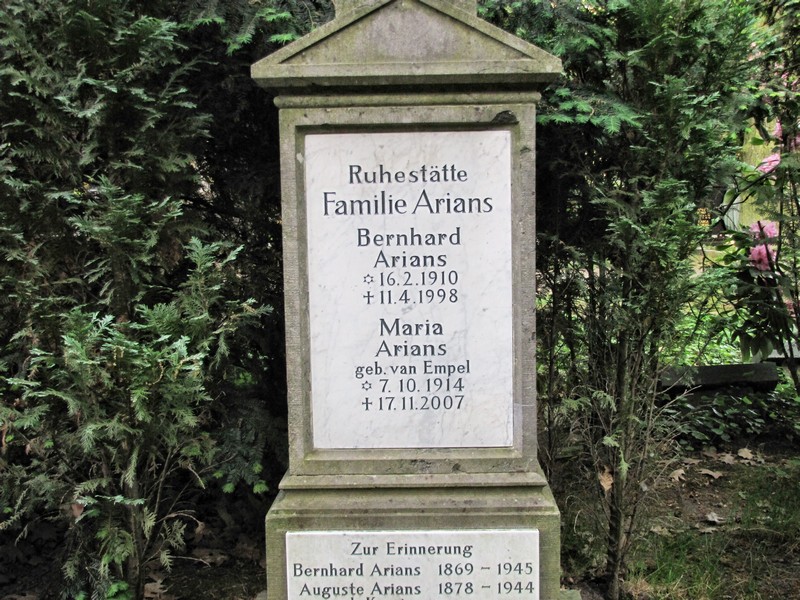 Ruhestätte
Familie Arians
Bernhard
Arians
✡ 16.2.1910
✝ 11.4.1998
Maria
Arians
geb. van Empel
✡ 7.10.1914
✝ 17.11.2007
Zur Erinnerung
Bernhard Arians 1869 – 1945
Auguste Arians 1878 – 1944